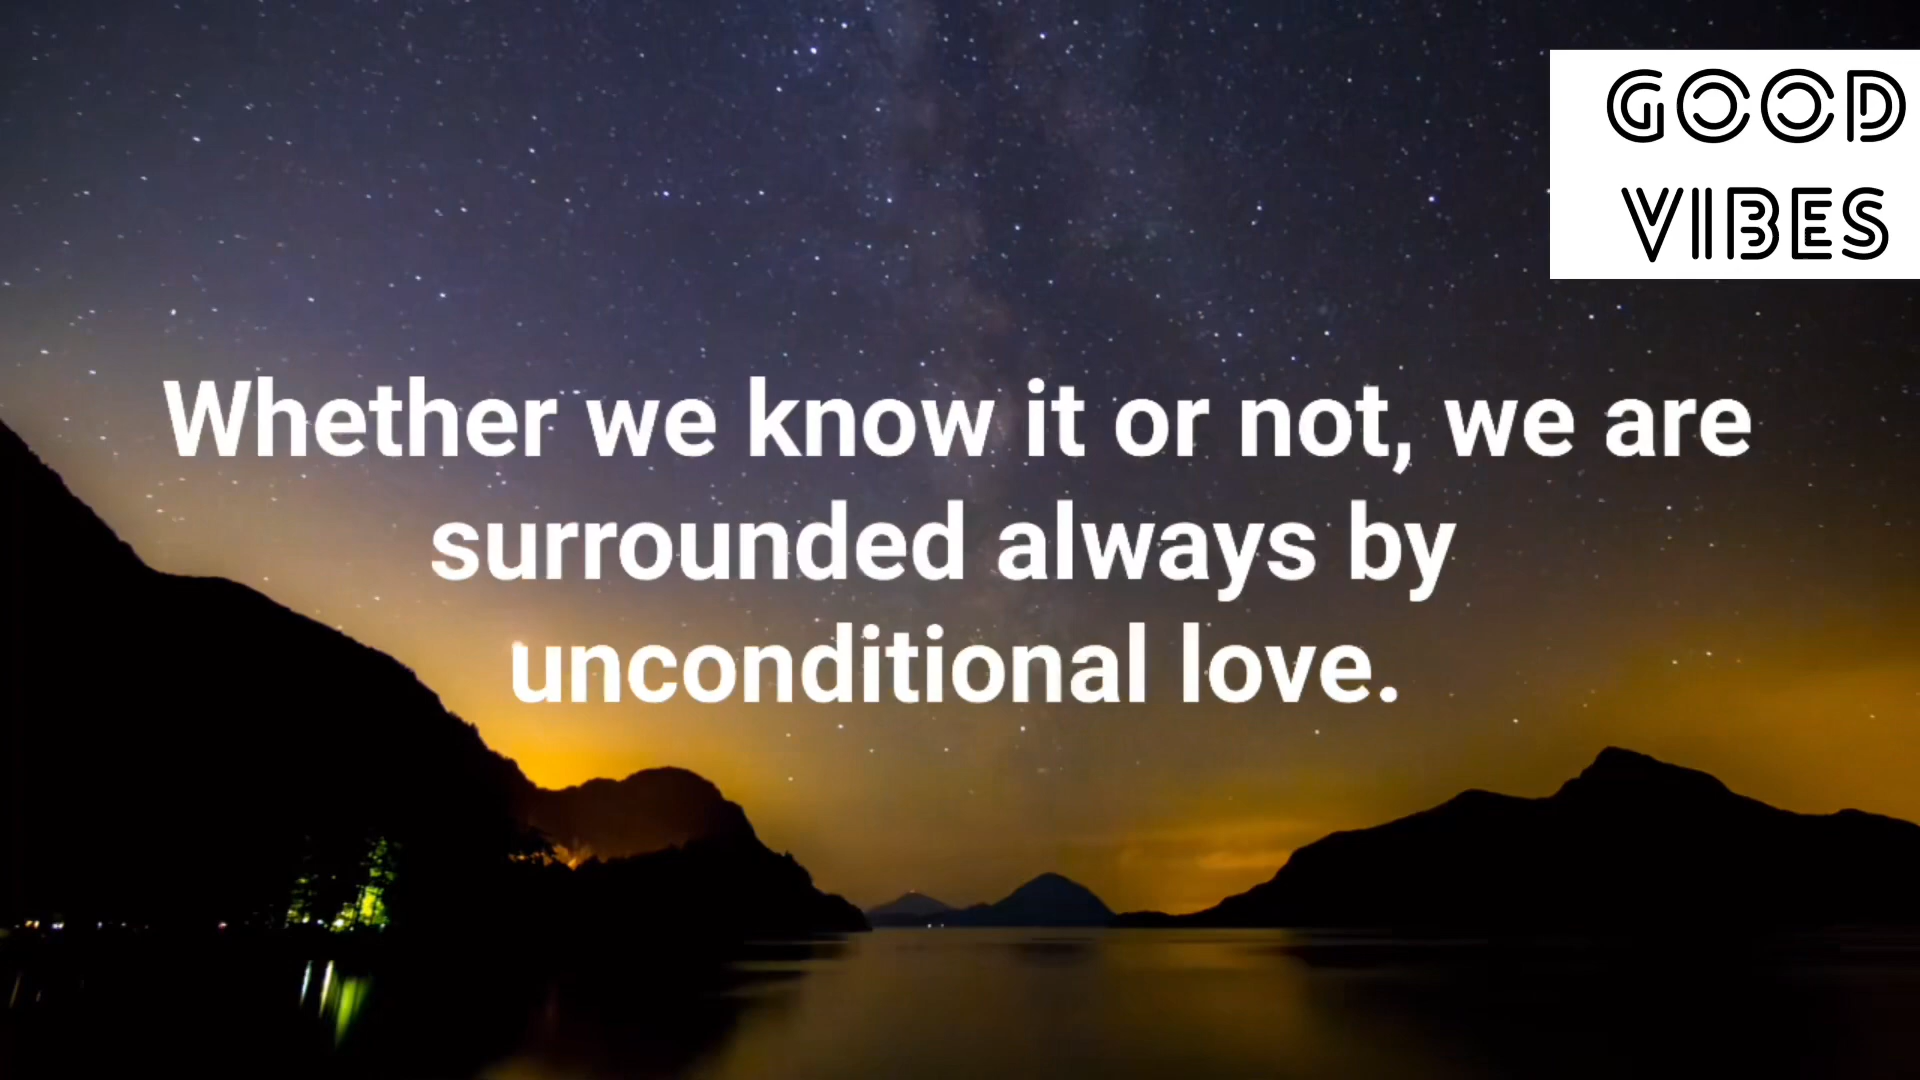 GOOD
VIBES
Whether we know it or not, we are
surrounded always by
unconditional love.